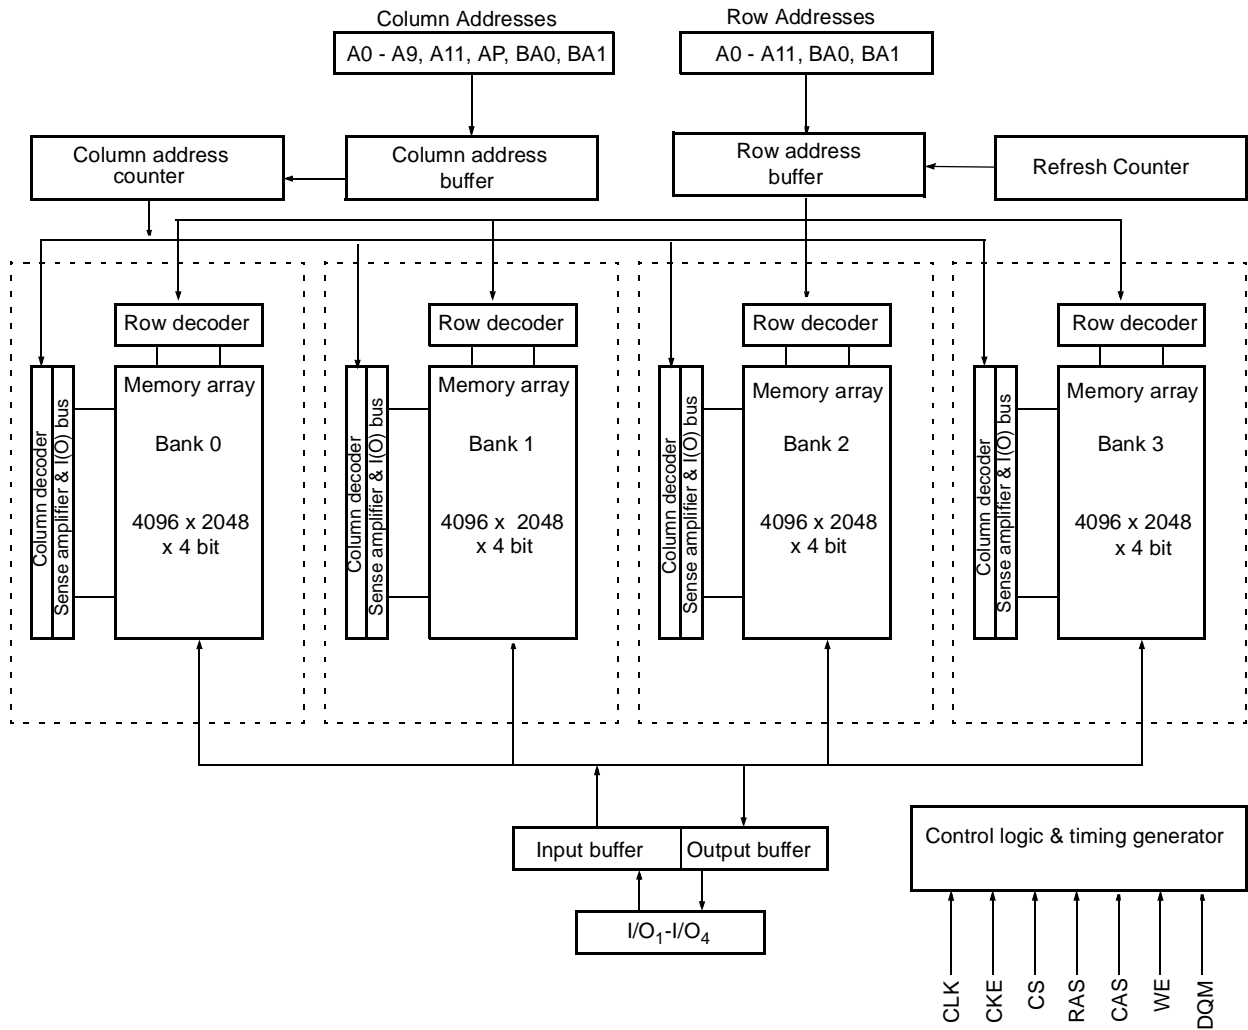 Column Addresses
Row Addresses
A0 - A9, A11, AP, BA0, BA1
A0 - A11, BA0, BA1
Column address
counter
Column address
buffer
Row address
buffer
Refresh Counter
Row decoder
Row decoder
Row decoder
Row decoder
Column decoder
Sense amplifier & I(O) bus
Memory array
Bank 0
4096 x 2048
x 4 bit
Column decoder
Sense amplifier & I(O) bus
Memory array
Bank 1
4096 x  2048
x 4 bit
Column decoder
Sense amplifier & I(O) bus
Memory array
Bank 2
4096 x 2048
x 4 bit
Column decoder
Sense amplifier & I(O) bus
Memory array
Bank 3
4096 x 2048
x 4 bit
Input buffer
Output buffer
I/O1-I/O4
Control logic & timing generator
CLK
CKE
CS
RAS
CAS
WE
DQM